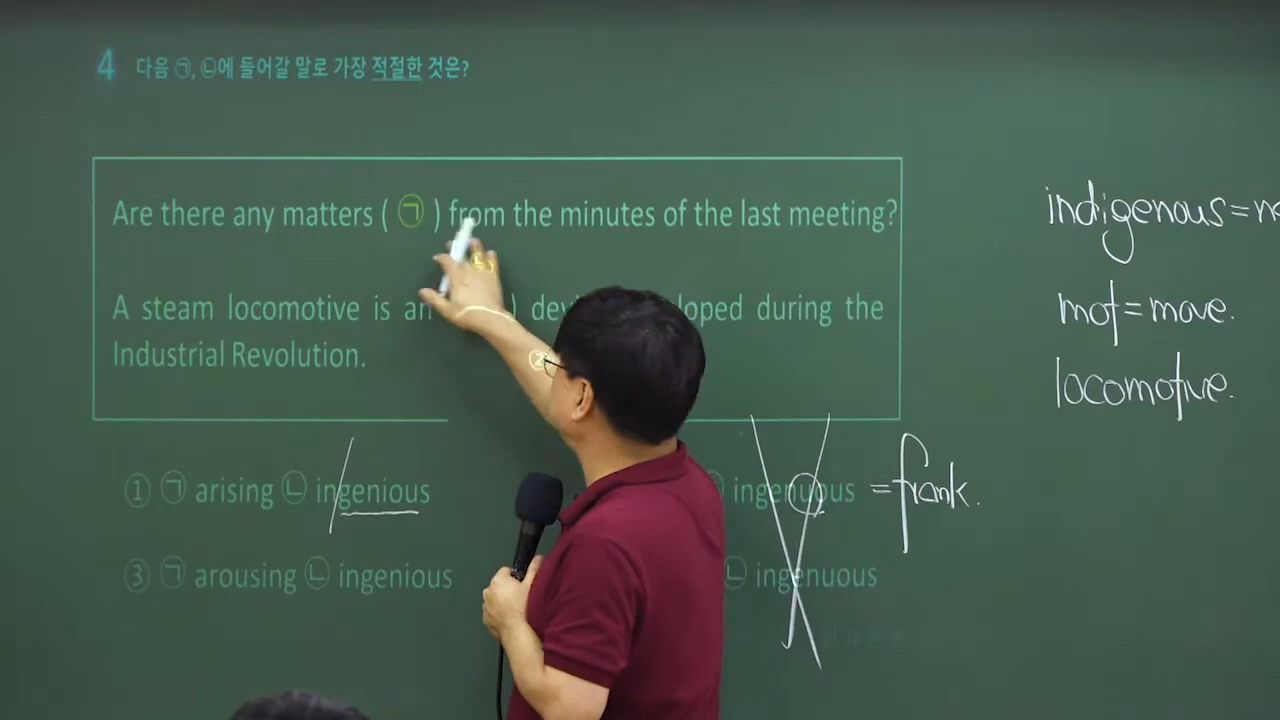 4 다음 ㉠, ㉡에 들어갈 말로 가장 적절한 것은?
Are there any matters ( ㉠ ) from the minutes of the last meeting?
A steam locomotive is an ) during the
Industrial Revolution.
① ㉠ arising ㉡ ingenious
ingenuous = frank.
③ ㉠ arousing ㉡ ingenious
㉡ ingenuous
indigenous =
mot = move.
locomotive.